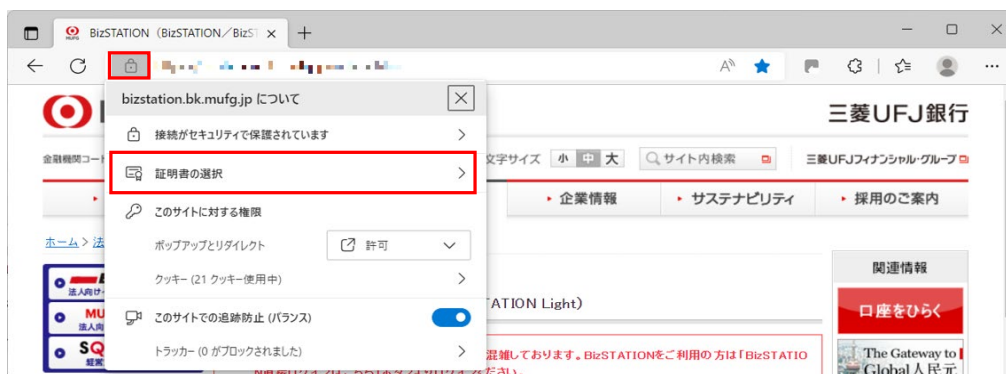 BizSTATION（BizSTATION／BizST
bizstation.bk.mufg.jp について
三菱UFJ銀行
接続がセキュリティで保護されています
金融機関コード
文字サイズ 小 中 大 サイト内検索 三菱UFJフィナンシャル・グループ
証明書の選択
企業情報 サステナビリティ 採用のご案内
このサイトに対する権限
ホーム > 法
ポップアップとリダイレクト 許可
関連情報
クッキー (21 クッキー使用中)
法人向け
TATION Light）
口座をひらく
MU
法人向
このサイトでの追跡防止 (バランス)
SQ
経営
トラッカー (0 がブロックされました)
混雑しております。BizSTATIONをご利用の方は「BizSTATIO
The Gateway to
Global 人民元